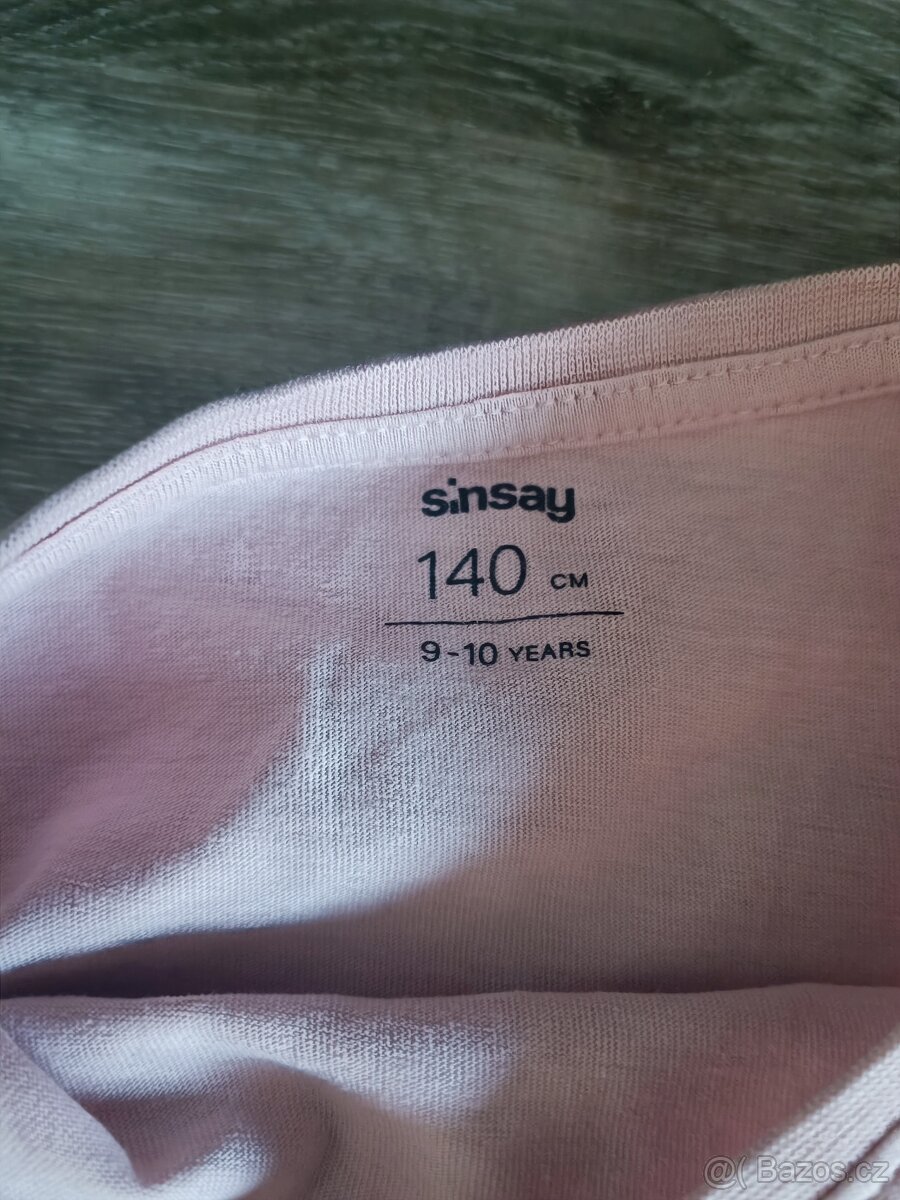 sinsay
140 CM
9-10 YEARS
@( Bazos.cz